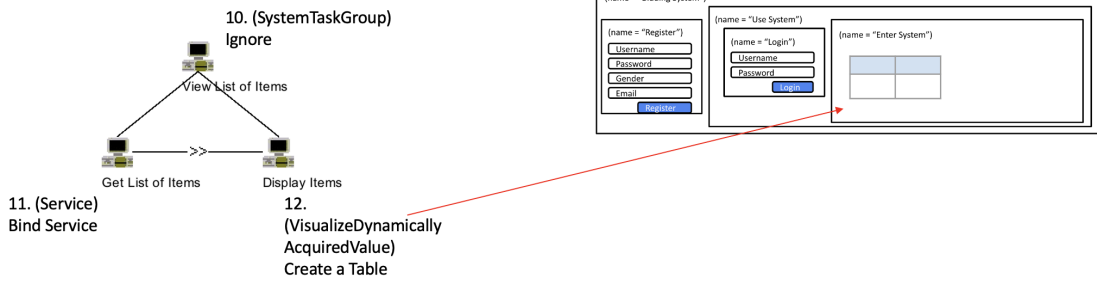 10. (SystemTaskGroup)
Ignore
View List of Items
>>
Get List of Items
Display Items
11. (Service)
Bind Service
12.
(VisualizeDynamically
AcquiredValue)
Create a Table
(name = "Register")
Username
Password
Gender
Email
Register
(name = "Use System")
(name = "Login")
Username
Password
Login
(name = "Enter System")